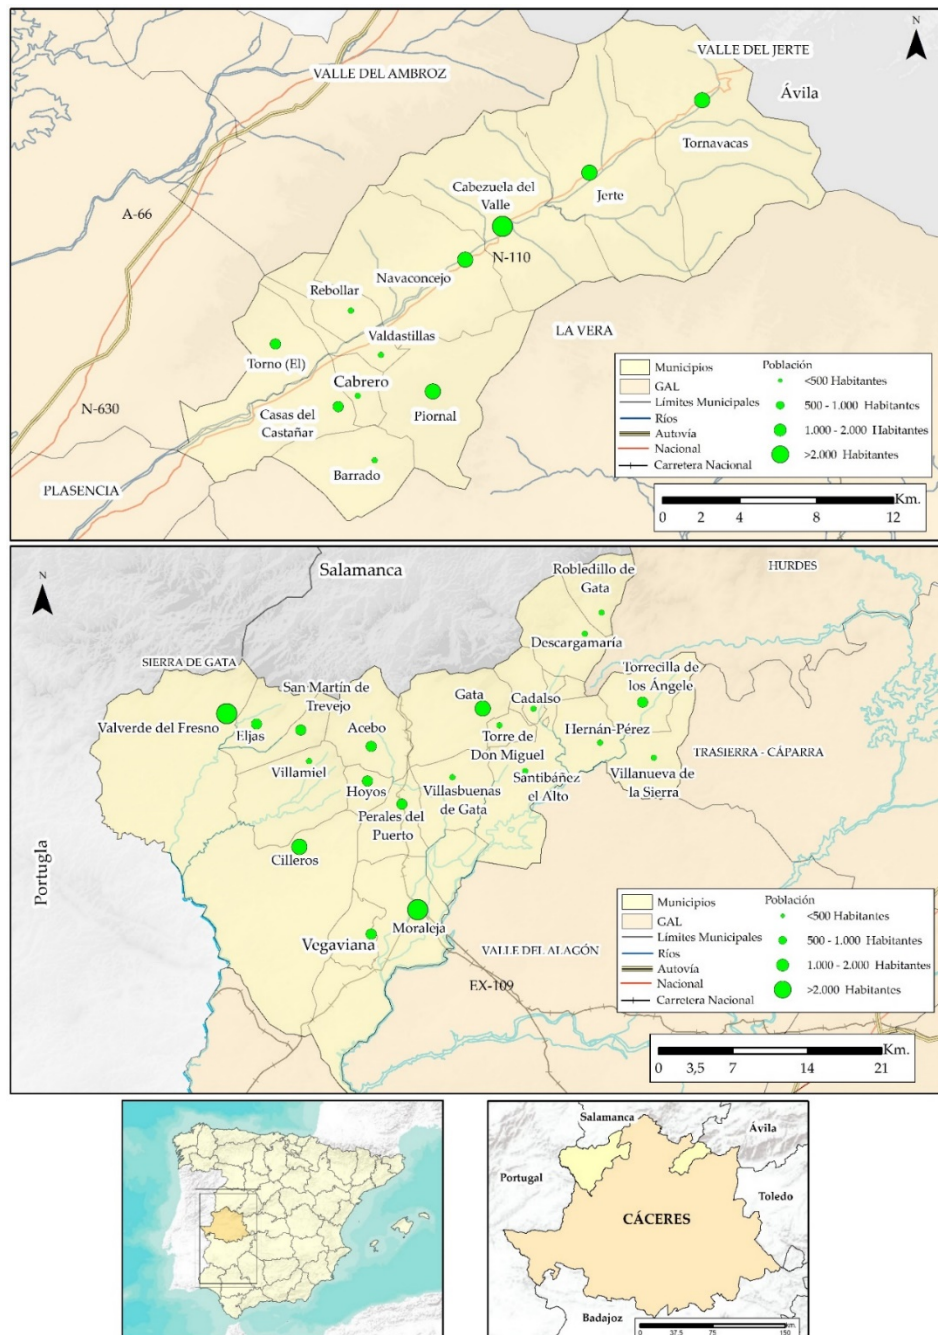 N
VALLE DEL JERTE
VALLE DEL AMBROZ
Ávila
Tornavacas
Cabezuela del
Valle
Jerte
A-66
N-110
Navaconcejo
Rebollar
LA VERA
Valdastillas
Torno (El)
Cabrero
N-630
Casas del
Castañar
Piornal
Barrado
PLASENCIA
Municipios
GAL
Límites Municipales
Ríos
Autovía
Nacional
Carretera Nacional
Población
<500 Habitantes
500 - 1.000 Habitantes
1.000 - 2.000 Habitantes
>2.000 Habitantes
Km.
0 2 4 8 12
N
Salamanca
Robledillo de
Gata
HURDES
Descargamaría
SIERRA DE GATA
San Martín de
Trevejo
Torrecilla de
los Ángele
Gata
Cadalso
Valverde del Fresno
Eljas
Acebo
Hernán-Pérez
Torre de
Don Miguel
TRASIERRA - CÁPARRA
Villamiel
Santibáñez
el Alto
Villanueva de
la Sierra
Hoyos
Villasbuenas
de Gata
Perales del
Puerto
Cilleros
Portugla
Moraleja
Vegaviana
VALLE DEL ALAGÓN
EX-109
Municipios
GAL
Límites Municipales
Ríos
Autovía
Nacional
Carretera Nacional
Población
<500 Habitantes
500 - 1.000 Habitantes
1.000 - 2.000 Habitantes
>2.000 Habitantes
Km.
0 3,5 7 14 21
Salamanca
Ávila
Portugal
Toledo
CÁCERES
Badajoz
Km.
0 37,5 75 150